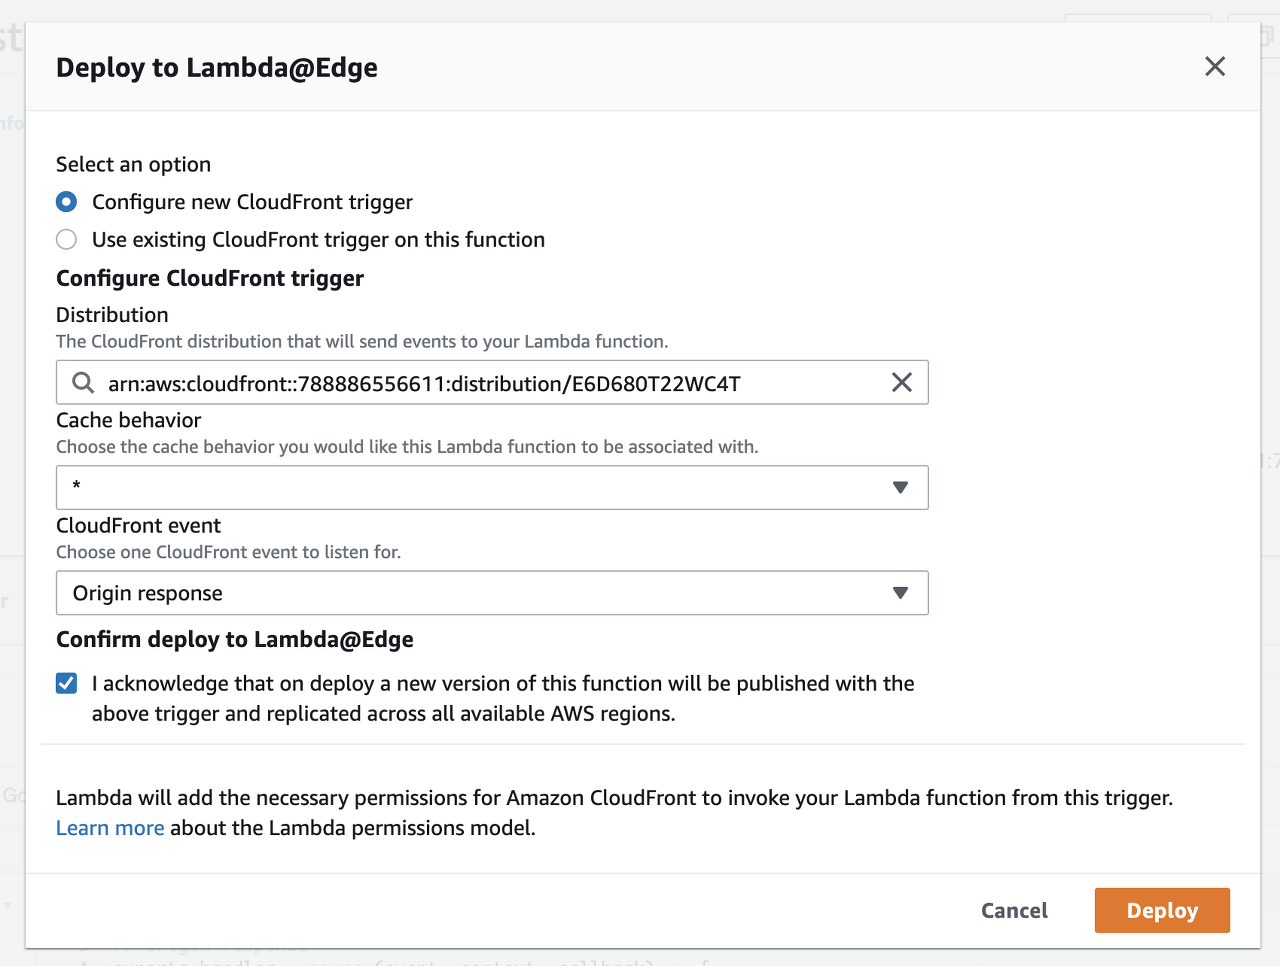 Deploy to Lambda@Edge
Select an option
Configure new CloudFront trigger
Use existing CloudFront trigger on this function
Configure CloudFront trigger
Distribution
The CloudFront distribution that will send events to your Lambda function.
arn:aws:cloudfront::788886556611:distribution/E6D680T22WC4T
Cache behavior
Choose the cache behavior you would like this Lambda function to be associated with.
*
CloudFront event
Choose one CloudFront event to listen for.
Origin response
Confirm deploy to Lambda@Edge
I acknowledge that on deploy a new version of this function will be published with the
above trigger and replicated across all available AWS regions.
Lambda will add the necessary permissions for Amazon CloudFront to invoke your Lambda function from this trigger.
Learn more about the Lambda permissions model.
Cancel
Deploy